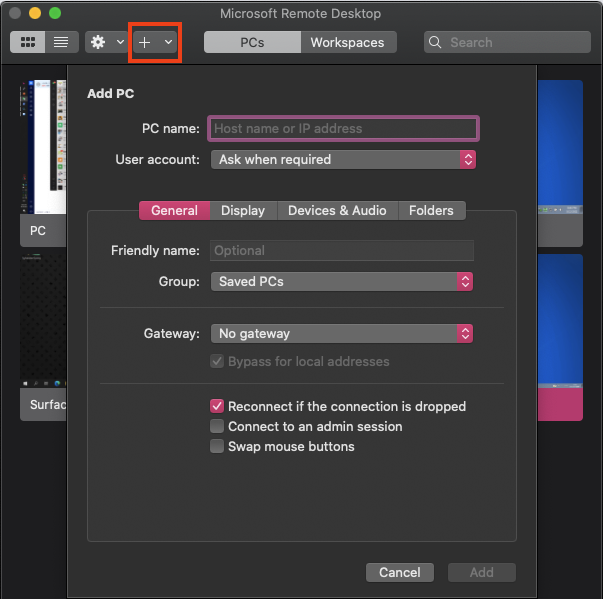 Microsoft Remote Desktop
PCs Workspaces Search
Add PC
PC name: Host name or IP address
User account: Ask when required
General Display Devices & Audio Folders
PC
Friendly name: Optional
Group: Saved PCs
Gateway: No gateway
Bypass for local addresses
Surfac
Reconnect if the connection is dropped
Connect to an admin session
Swap mouse buttons
Cancel Add